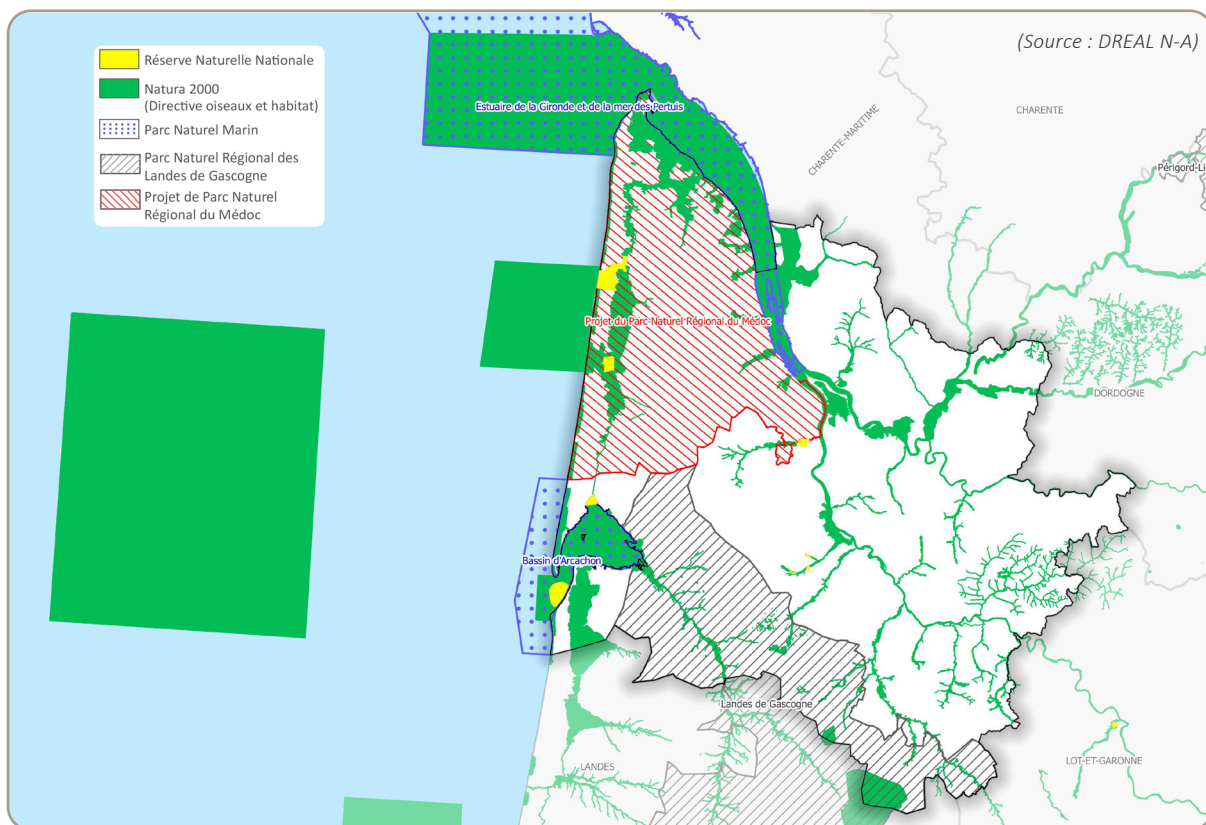 (Source : DREAL N-A)
Réserve Naturelle Nationale
Natura 2000
(Directive oiseaux et habitat)
Parc Naturel Marin
Parc Naturel Régional des
Landes de Gascogne
Projet de Parc Naturel
Régional du Médoc
Estuaire de la Gironde et de la mer des Pertuis
CHARENTE-MARITIME
CHARENTE
Périgord-Li
Projet du Parc Naturel Régional du Médoc
DORDOGNE
Bassin d'Arcachon
Landes de Gascogne
LANDES
LOT-ET-GARONNE